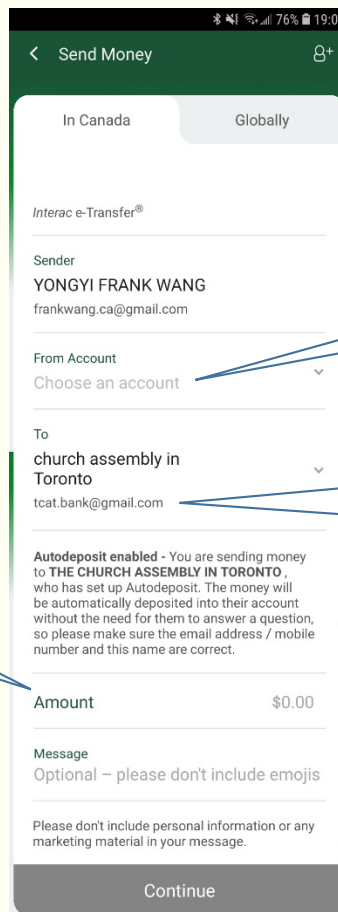 76% 19:0
Send Money
In Canada Globally
Interac e-Transfer®
Sender
YONGYI FRANK WANG
frankwang.ca@gmail.com
From Account
Choose an account
To
church assembly in
Toronto
tcat.bank@gmail.com
Autodeposit enabled - You are sending money
to THE CHURCH ASSEMBLY IN TORONTO ,
who has set up Autodeposit. The money will
be automatically deposited into their account
without the need for them to answer a question,
so please make sure the email address / mobile
number and this name are correct.
Amount $0.00
Message
Optional – please don't include emojis
Please don't include personal information or any
marketing material in your message.
Continue